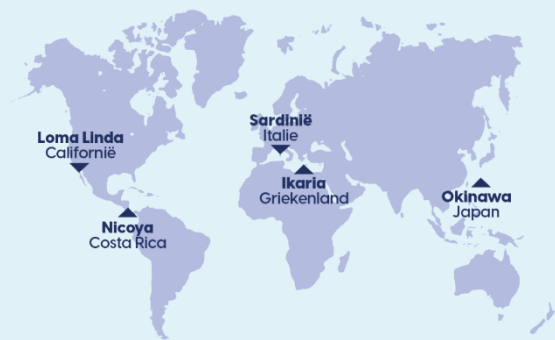 Loma Linda
Californië
Sardinië
Italie
Ikaria
Griekenland
Okinawa
Japan
Nicoya
Costa Rica